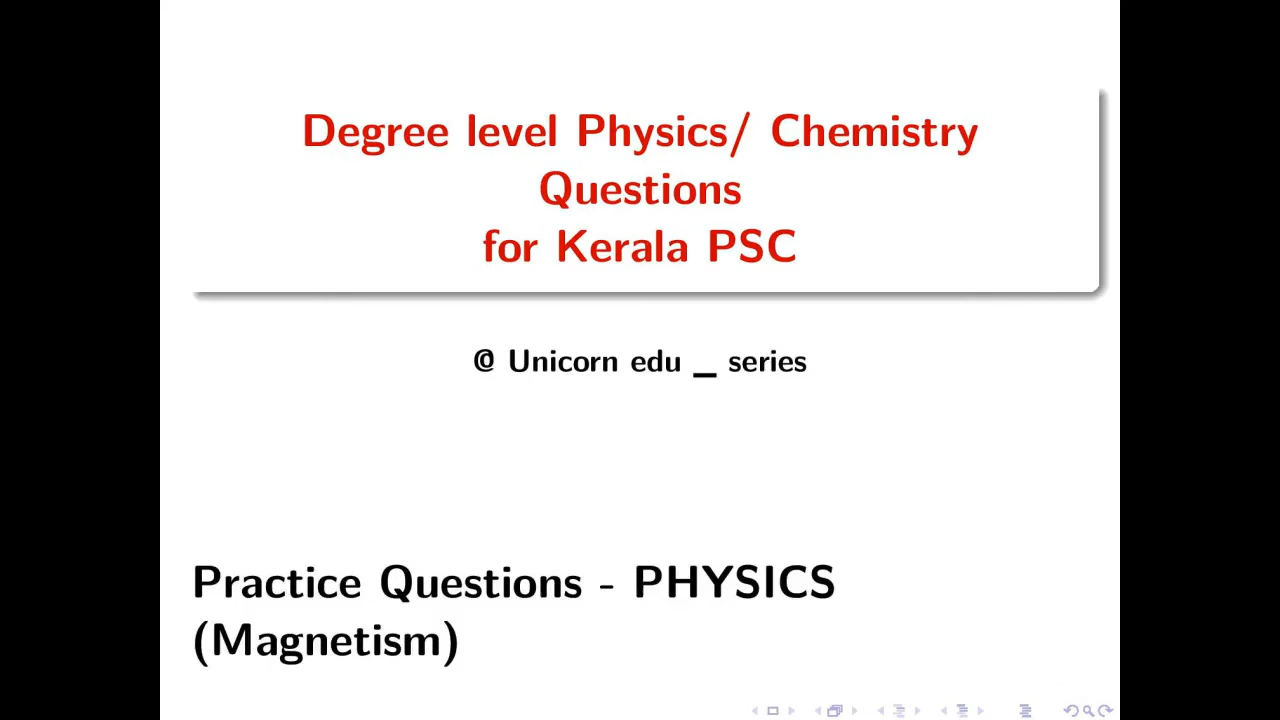 Degree level Physics/ Chemistry
Questions
for Kerala PSC
@ Unicorn edu _ series
Practice Questions - PHYSICS
(Magnetism)